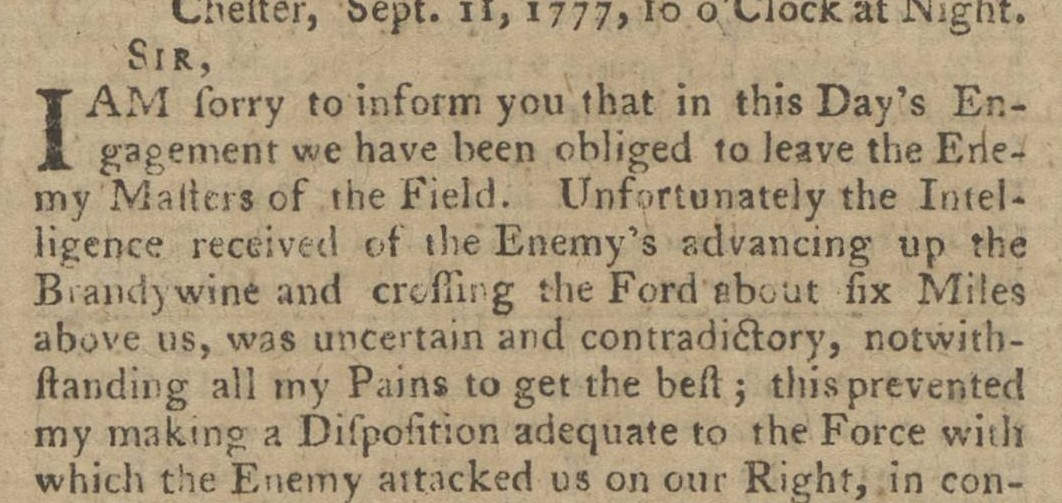 Cheſter, Sept. 11, 1777, 10 o'Clock at Night.
SIR,
I AM ſorry to inform you that in this Day's En-
gagement we have been obliged to leave the Ene-
my Maſters of the Field. Unfortunately the Intel-
ligence received of the Enemy's advancing up the
Brandywine and croſſing the Ford about ſix Miles
above us, was uncertain and contradictory, notwith-
ſtanding all my Pains to get the beſt; this prevented
my making a Diſpoſition adequate to the Force with
which the Enemy attacked us on our Right, in con-